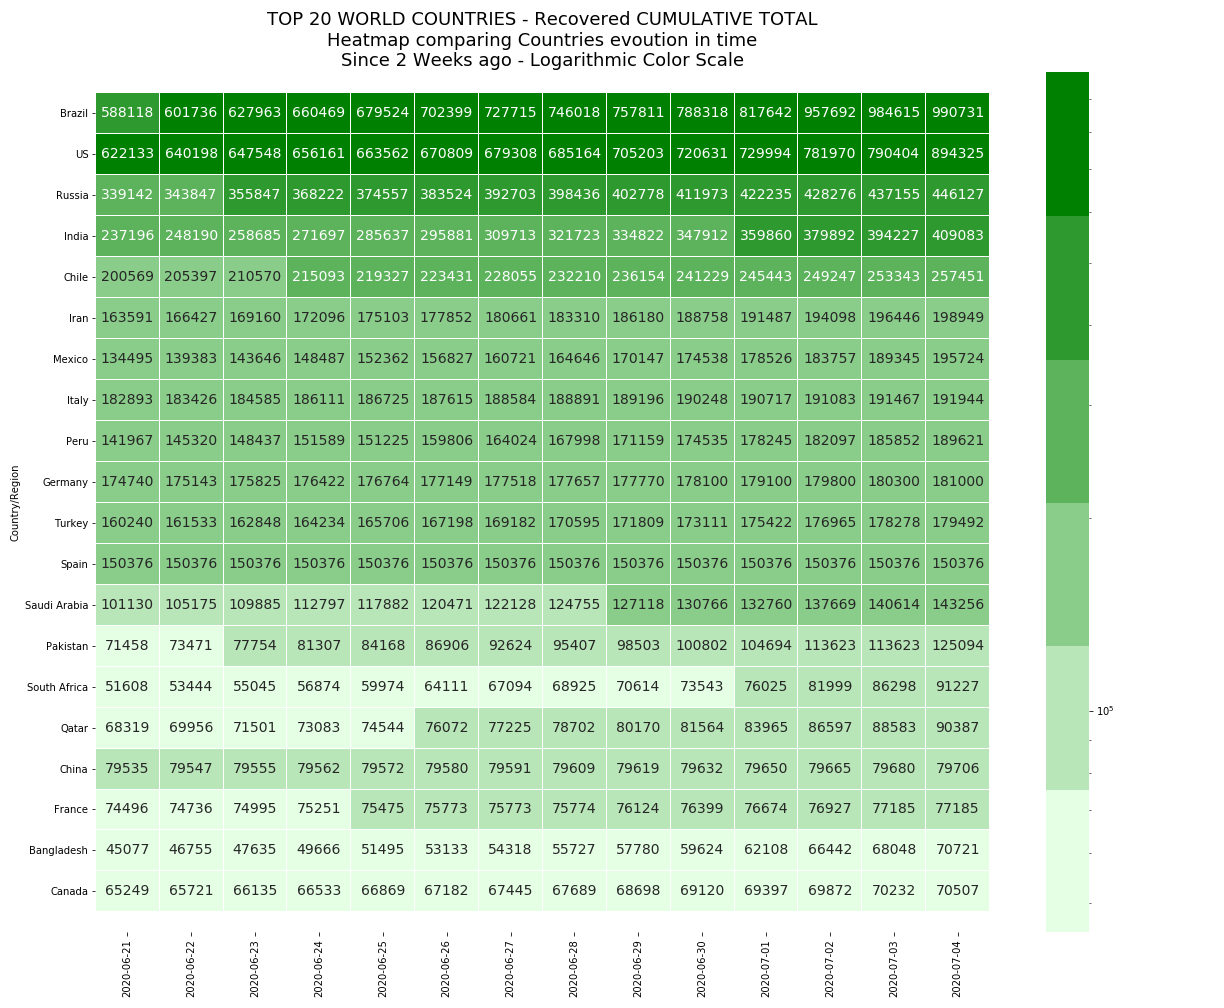 TOP 20 WORLD COUNTRIES - Recovered CUMULATIVE TOTAL
Heatmap comparing Countries evoution in time
Since 2 Weeks ago - Logarithmic Color Scale
Brazil 588118 601736 627963 660469 679524 702399 727715 746018 757811 788318 817642 957692 984615 990731
US 622133 640198 647548 656161 663562 670809 679308 685164 705203 720631 729994 781970 790404 894325
Russia 339142 343847 355847 368222 374557 383524 392703 398436 402778 411973 422235 428276 437155 446127
India 237196 248190 258685 271697 285637 295881 309713 321723 334822 347912 359860 379892 394227 409083
Chile 200569 205397 210570 215093 219327 223431 228055 232210 236154 241229 245443 249247 253343 257451
Iran 163591 166427 169160 172096 175103 177852 180661 183310 186180 188758 191487 194098 196446 198949
Mexico 134495 139383 143646 148487 152362 156827 160721 164646 170147 174538 178526 183757 189345 195724
Italy 182893 183426 184585 186111 186725 187615 188584 188891 189196 190248 190717 191083 191467 191944
Peru 141967 145320 148437 151589 151225 159806 164024 167998 171159 174535 178245 182097 185852 189621
Germany 174740 175143 175825 176422 176764 177149 177518 177657 177770 178100 179100 179800 180300 181000
Turkey 160240 161533 162848 164234 165706 167198 169182 170595 171809 173111 175422 176965 178278 179492
Spain 150376 150376 150376 150376 150376 150376 150376 150376 150376 150376 150376 150376 150376 150376
Saudi Arabia 101130 105175 109885 112797 117882 120471 122128 124755 127118 130766 132760 137669 140614 143256
Pakistan 71458 73471 77754 81307 84168 86906 92624 95407 98503 100802 104694 113623 113623 125094
South Africa 51608 53444 55045 56874 59974 64111 67094 68925 70614 73543 76025 81999 86298 91227
Qatar 68319 69956 71501 73083 74544 76072 77225 78702 80170 81564 83965 86597 88583 90387
China 79535 79547 79555 79562 79572 79580 79591 79609 79619 79632 79650 79665 79680 79706
France 74496 74736 74995 75251 75475 75773 75773 75774 76124 76399 76674 76927 77185 77185
Bangladesh 45077 46755 47635 49666 51495 53133 54318 55727 57780 59624 62108 66442 68048 70721
Canada 65249 65721 66135 66533 66869 67182 67445 67689 68698 69120 69397 69872 70232 70507
2020-06-21 2020-06-22 2020-06-23 2020-06-24 2020-06-25 2020-06-26 2020-06-27 2020-06-28 2020-06-29 2020-06-30 2020-07-01 2020-07-02 2020-07-03 2020-07-04
Country/Region
10⁵